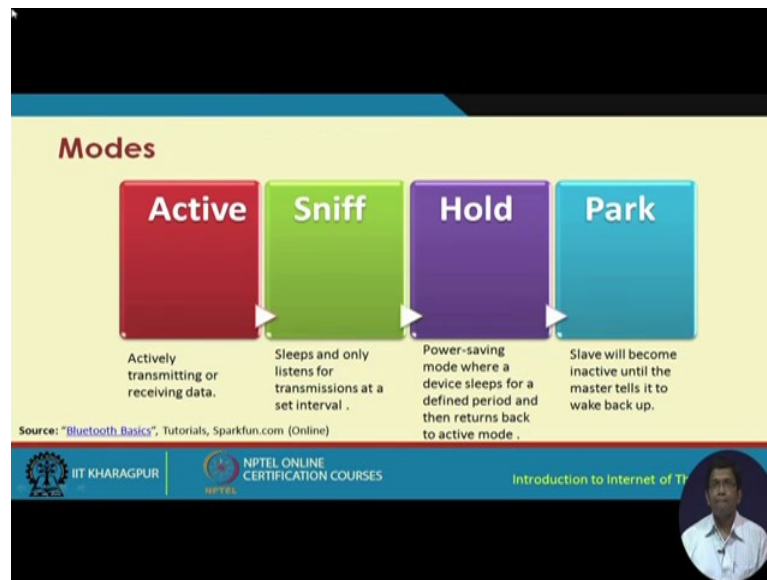 Modes
Active
Sniff
Hold
Park
Actively
transmitting or
receiving data.
Sleeps and only
listens for
transmissions at a
set interval .
Power-saving
mode where a
device sleeps for a
defined period and
then returns back
to active mode .
Slave will become
inactive until the
master tells it to
wake back up.
Source: "Bluetooth Basics", Tutorials, Sparkfun.com (Online)
IIT KHARAGPUR
NPTEL
NPTEL ONLINE
CERTIFICATION COURSES
Introduction to Internet of Th